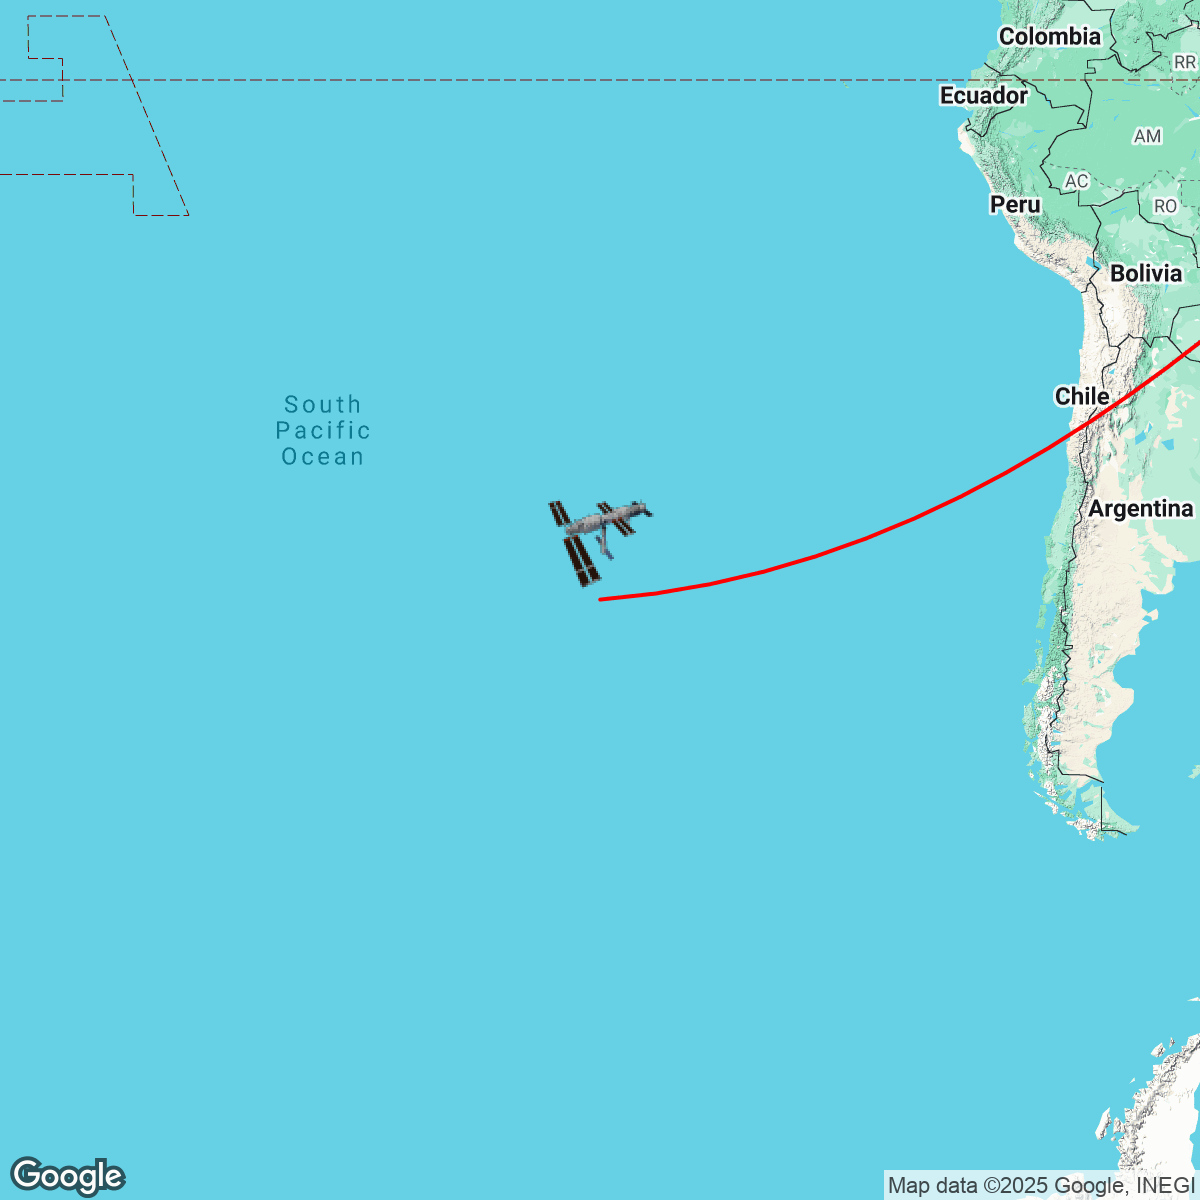 Colombia
RR
Ecuador
AM
AC
Peru
RO
Bolivia
Chile
South
Pacific
Ocean
Argentina
Google
Map data ©2025 Google, INEGI